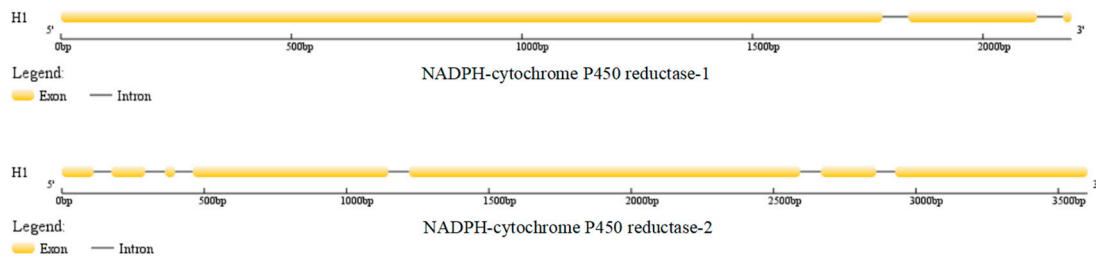 H1
5'
3'
0bp 500bp 1000bp 1500bp 2000bp
Legend:
NADPH-cytochrome P450 reductase-1
Exon Intron
H1
5'
3
0bp 500bp 1000bp 1500bp 2000bp 2500bp 3000bp 3500bp
Legend:
NADPH-cytochrome P450 reductase-2
Exon Intron